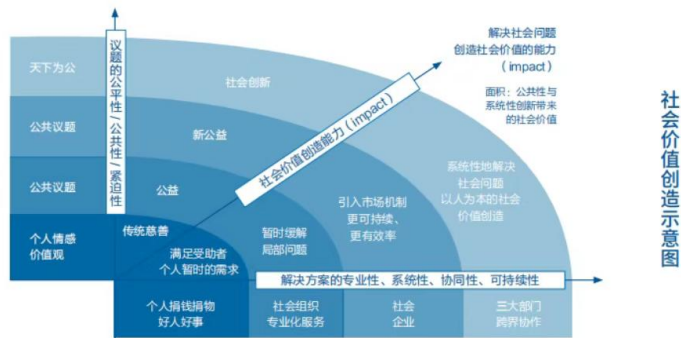 解决社会问题
创造社会价值的能力
（impact）
面积：公共性与
系统性创新带来
的社会价值
社会价值创造示意图
议题的公平性/公共性/紧迫性
天下为公
社会创新
社会价值创造能力（impact）
公共议题
新公益
公共议题
公益
系统性地解决
社会问题
以人为本的社会
价值创造
引入市场机制
更可持续、
更有效率
个人情感
价值观
传统慈善
满足受助者
个人暂时的需求
暂时缓解
局部问题
解决方案的专业性、系统性、协同性、可持续性
个人捐钱捐物
好人好事
社会组织
专业化服务
社会
企业
三大部门
跨界协作